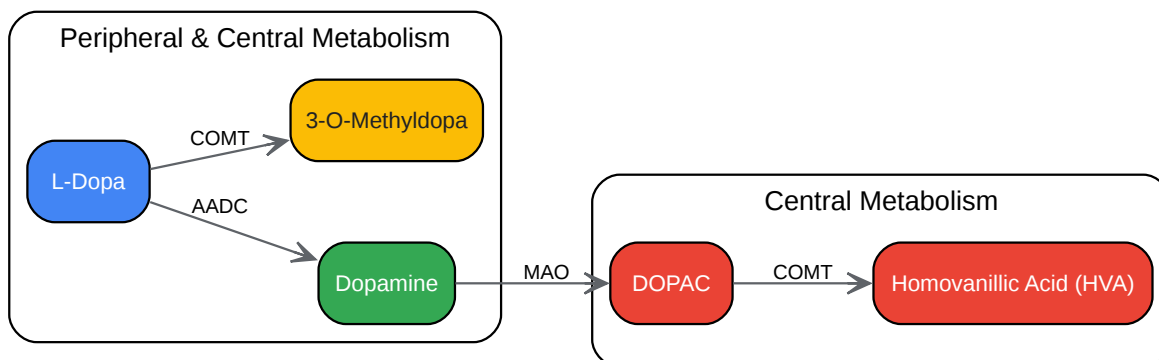 Peripheral & Central Metabolism
3-O-Methyldopa
COMT
L-Dopa
AADC
Dopamine
MAO
Central Metabolism
DOPAC
COMT
Homovanillic Acid (HVA)